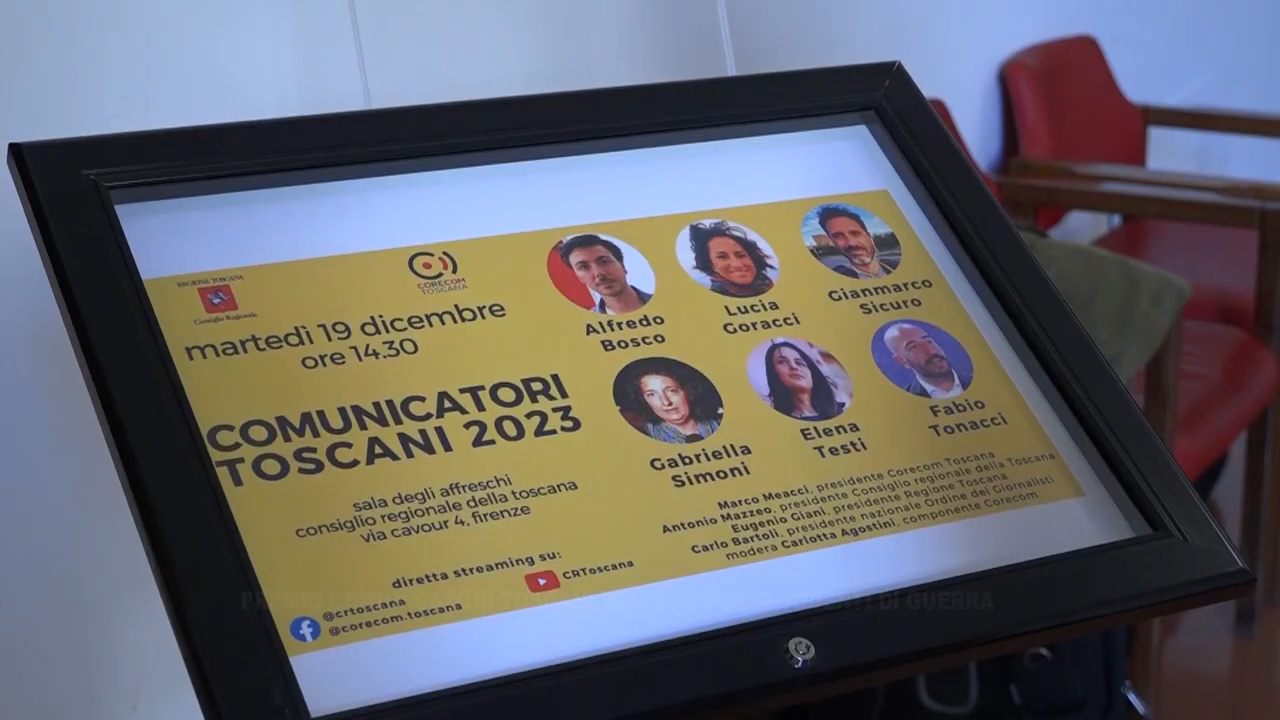 REGIONE TOSCANA
Consiglio Regionale
CORECOM
TOSCANA
martedì 19 dicembre
ore 14.30
COMUNICATORI
TOSCANI 2023
sala degli affreschi
consiglio regionale della toscana
via cavour 4, firenze
diretta streaming su:
CRToscana
@crtoscana
@corecom.toscana
Alfredo
Bosco
Lucia
Goracci
Gianmarco
Sicuro
Gabriella
Simoni
Elena
Testi
Fabio
Tonacci
Marco Meacci, presidente Corecom Toscana
Antonio Mazzeo, presidente Consiglio regionale della Toscana
Eugenio Giani, presidente Regione Toscana
Carlo Bartoli, presidente nazionale Ordine dei Giornalisti
modera Carlotta Agostini, componente Corecom
PREMIO DI GUERRA